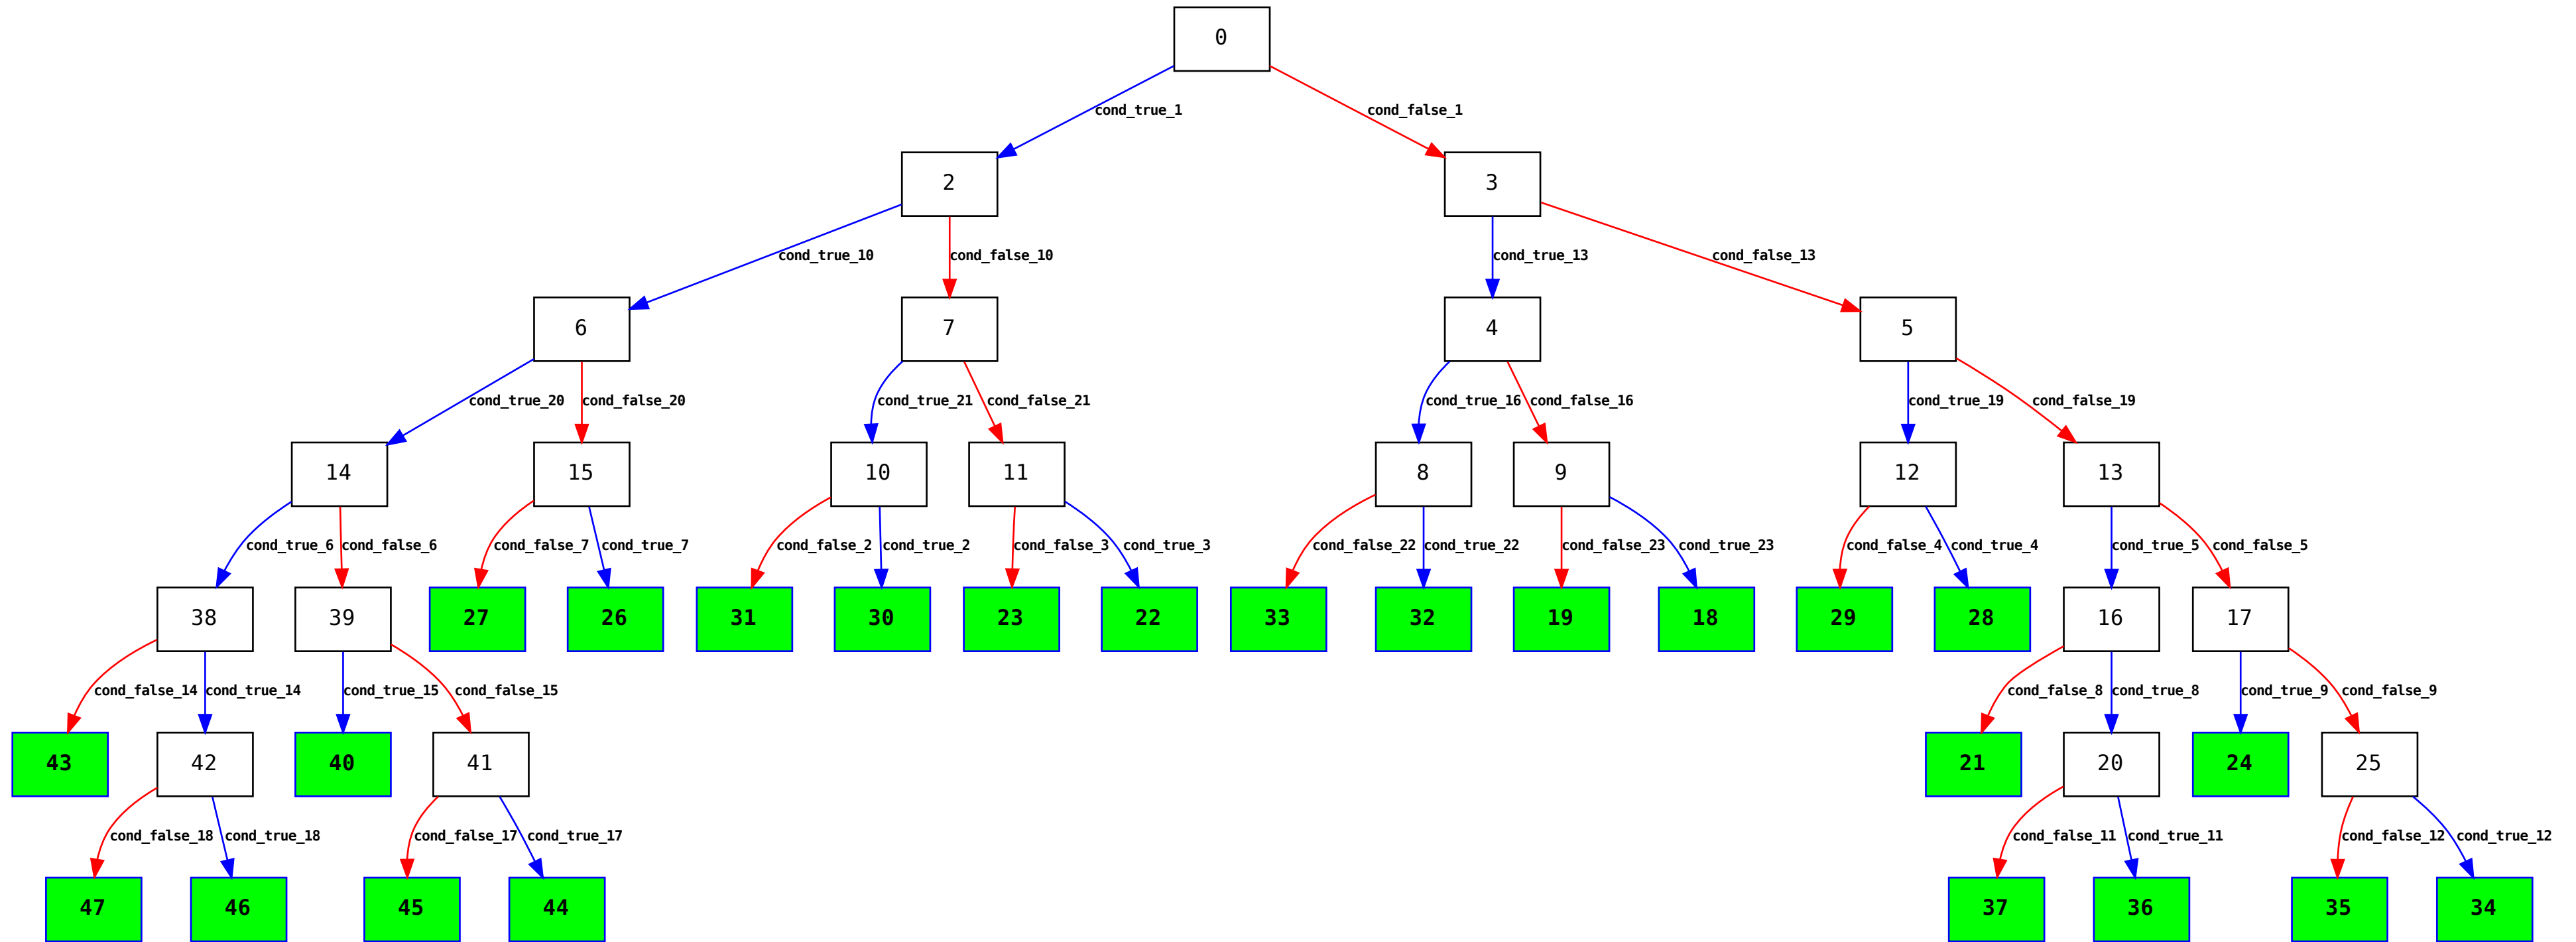 0
cond_true_1
cond_false_1
2
3
cond_true_10
cond_false_10
cond_true_13
cond_false_13
6
7
4
5
cond_true_20
cond_false_20
cond_true_21
cond_false_21
cond_true_16
cond_false_16
cond_true_19
cond_false_19
14
15
10
11
8
9
12
13
cond_true_6
cond_false_6
cond_false_7
cond_true_7
cond_false_2
cond_true_2
cond_false_3
cond_true_3
cond_false_22
cond_true_22
cond_false_23
cond_true_23
cond_false_4
cond_true_4
cond_true_5
cond_false_5
38
39
27
26
31
30
23
22
33
32
19
18
29
28
16
17
cond_false_14
cond_true_14
cond_true_15
cond_false_15
cond_false_8
cond_true_8
cond_true_9
cond_false_9
43
42
40
41
21
20
24
25
cond_false_18
cond_true_18
cond_false_17
cond_true_17
cond_false_11
cond_true_11
cond_false_12
cond_true_12
47
46
45
44
37
36
35
34